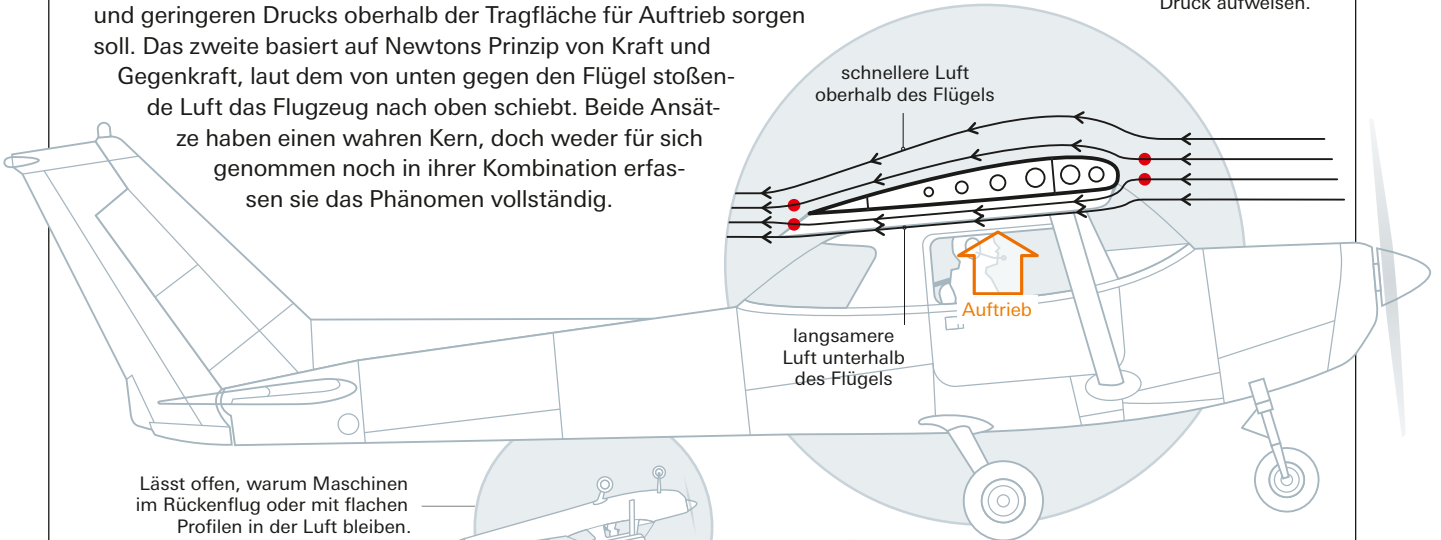 und geringeren Drucks oberhalb der Tragfläche für Auftrieb sorgen
soll. Das zweite basiert auf Newtons Prinzip von Kraft und
Gegenkraft, laut dem von unten gegen den Flügel stoßen-
de Luft das Flugzeug nach oben schiebt. Beide Ansät-
ze haben einen wahren Kern, doch weder für sich
genommen noch in ihrer Kombination erfas-
sen sie das Phänomen vollständig.
Druck aufweisen.
schnellere Luft
oberhalb des Flügels
Auftrieb
langsamere
Luft unterhalb
des Flügels
Lässt offen, warum Maschinen
im Rückenflug oder mit flachen
Profilen in der Luft bleiben.